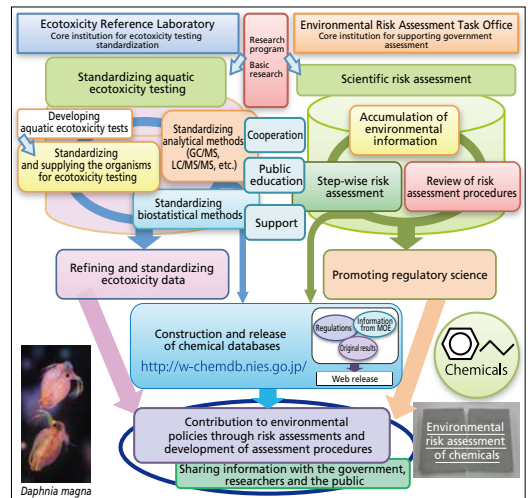 Ecotoxicity Reference Laboratory
Core institution for ecotoxicity testing
standardization
Research
program
Basic
research
Environmental Risk Assessment Task Office
Core institution for supporting government
assessment
Standardizing aquatic
ecotoxicity testing
Scientific risk assessment
Developing
aquatic ecotoxicity tests
Standardizing
and supplying the organisms
for ecotoxicity testing
Standardizing
analytical methods
(GC/MS,
LC/MS/MS, etc.)
Standardizing
biostatistical methods
Cooperation
Public
education
Support
Accumulation of
environmental
information
Step-wise risk
assessment
Review of risk
assessment procedures
Refining and standardizing
ecotoxicity data
Promoting regulatory science
Construction and release
of chemical databases
http://w-chemdb.nies.go.jp/
Regulations
Information
from MOE
Original results
Web release
Chemicals
Contribution to environmental
policies through risk assessments and
development of assessment procedures
Sharing information with the government,
researchers and the public
Daphnia magna
Environmental
risk assessment
of chemicals